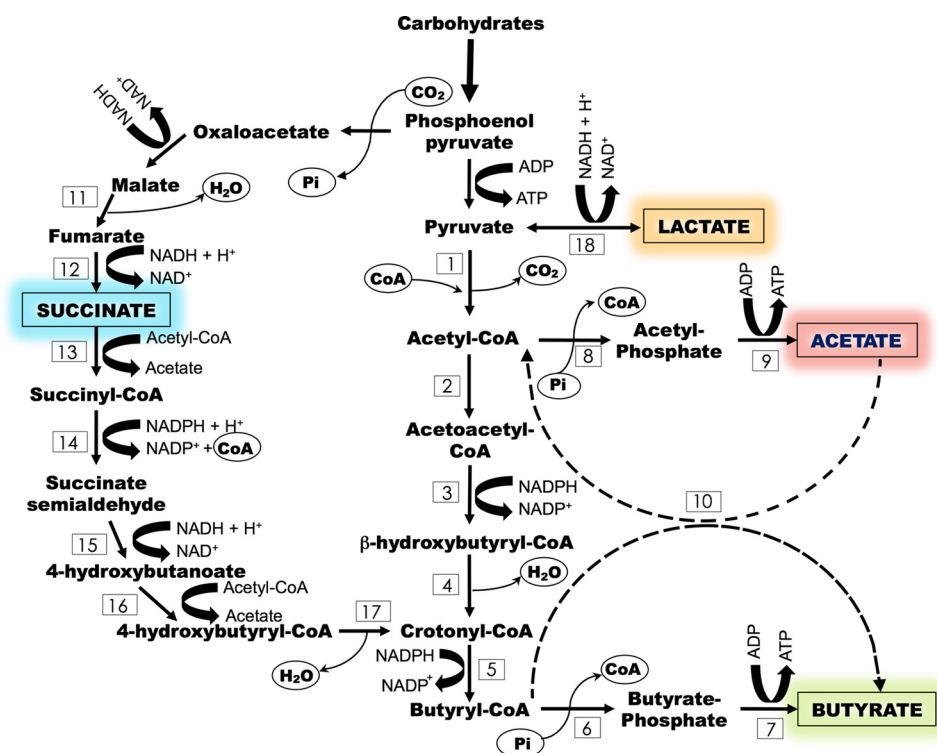 Carbohydrates
CO₂
NADH
NAD⁺
Oxaloacetate
Phosphoenol
pyruvate
Pi
ADP
ATP
NADH + H⁺
NAD⁺
11
Malate
H₂O
Fumarate
Pyruvate
18
LACTATE
12
NADH + H⁺
NAD⁺
1
CoA
CO₂
SUCCINATE
13
Acetyl-CoA
Acetate
Acetyl-CoA
CoA
8
Pi
Acetyl-
Phosphate
ADP
ATP
9
ACETATE
Succinyl-CoA
2
14
NADPH + H⁺
NADP⁺ + CoA
Acetoacetyl-
CoA
Succinate
semialdehyde
3
NADPH
NADP⁺
10
15
NADH + H⁺
NAD⁺
β-hydroxybutyryl-CoA
4-hydroxybutanoate
4
H₂O
16
Acetyl-CoA
Acetate
4-hydroxybutyryl-CoA
17
H₂O
Crotonyl-CoA
NADPH
NADP⁺
5
Butyryl-CoA
CoA
6
Pi
Butyrate-
Phosphate
ADP
ATP
7
BUTYRATE